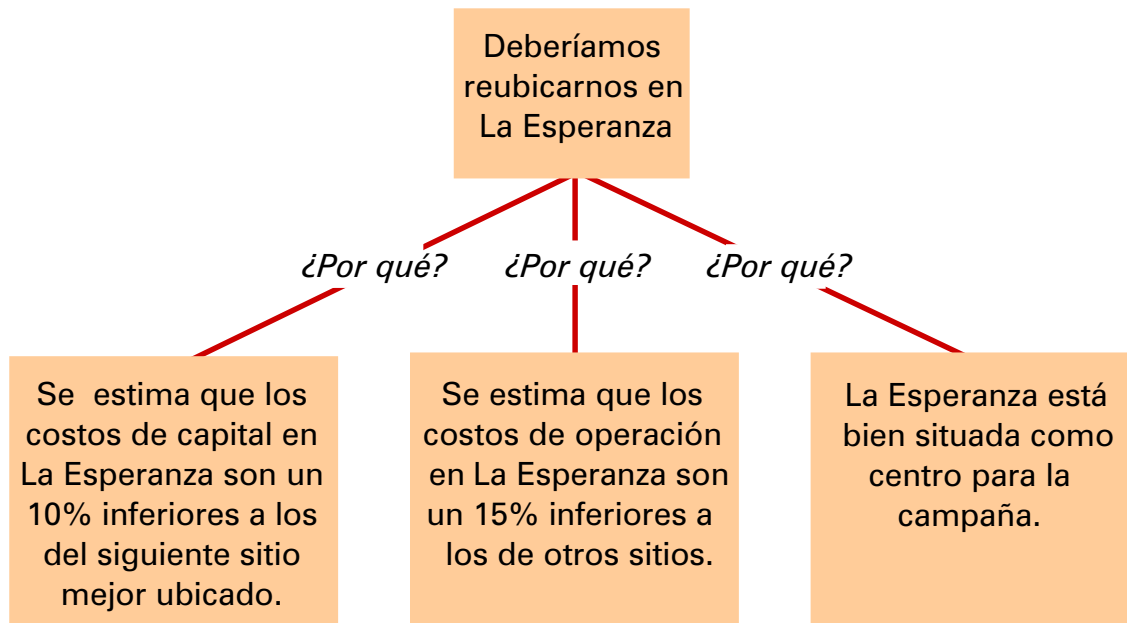 Deberíamos
reubicarnos en
La Esperanza
¿Por qué?
¿Por qué?
¿Por qué?
Se estima que los
costos de capital en
La Esperanza son un
10% inferiores a los
del siguiente sitio
mejor ubicado.
Se estima que los
costos de operación
en La Esperanza son
un 15% inferiores a
los de otros sitios.
La Esperanza está
bien situada como
centro para la
campaña.